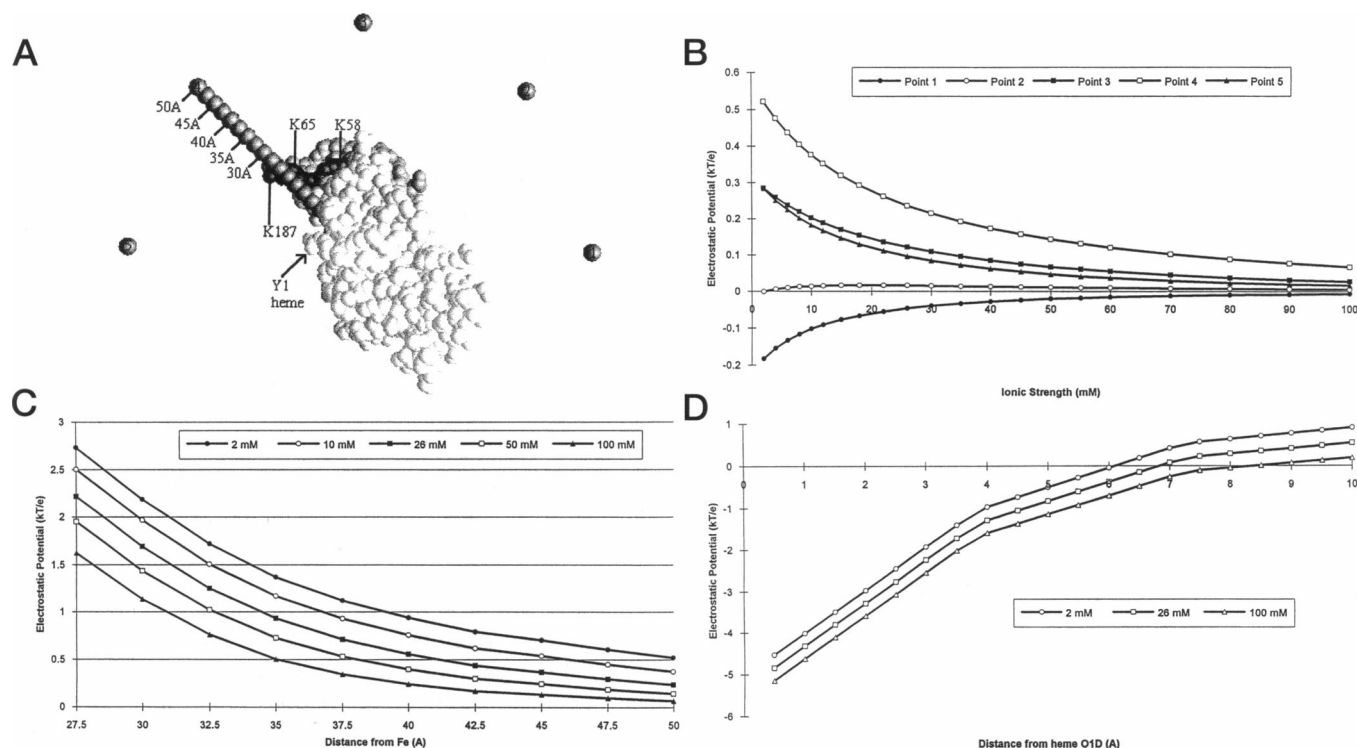 A
50A
45A
40A
35A
30A
K65
K58
K187
Y1
heme
B
Point 1
Point 2
Point 3
Point 4
Point 5
Electrostatic Potential (kT/e)
0.6
0.5
0.4
0.3
0.2
0.1
0
-0.1
-0.2
0 10 20 30 40 50 60 70 80 90 100
Ionic Strength (mM)
C
2 mM
10 mM
26 mM
50 mM
100 mM
Electrostatic Potential (kT/e)
3
2.5
2
1.5
1
0.5
0
27.5 30 32.5 35 37.5 40 42.5 45 47.5 50
Distance from Fe (A)
D
Electrostatic Potential (kT/e)
1
0
-1
-2
-3
-4
-5
-6
0 1 2 3 4 5 6 7 8 9 10
2 mM
26 mM
100 mM
Distance from heme O1D (A)